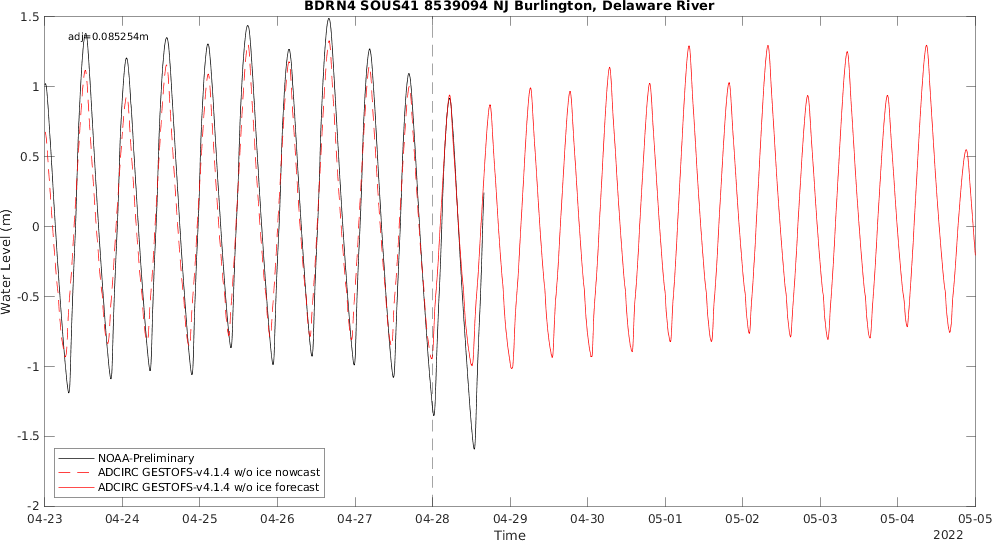 BDRN4 SOUS41 8539094 NJ Burlington, Delaware River
adj=0.085254m
1.5
1
0.5
0
-0.5
-1
-1.5
-2
Water Level (m)
NOAA-Preliminary
ADCIRC GESTOFS-v4.1.4 w/o ice nowcast
ADCIRC GESTOFS-v4.1.4 w/o ice forecast
04-23 04-24 04-25 04-26 04-27 04-28 04-29 04-30 05-01 05-02 05-03 05-04 05-05
Time
2022